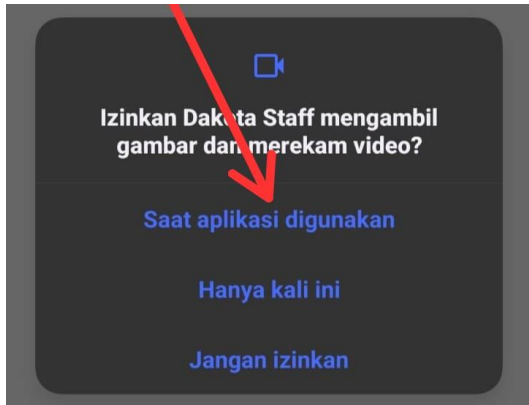 Izinkan Dakota Staff mengambil
gambar dan merekam video?
Saat aplikasi digunakan
Hanya kali ini
Jangan izinkan